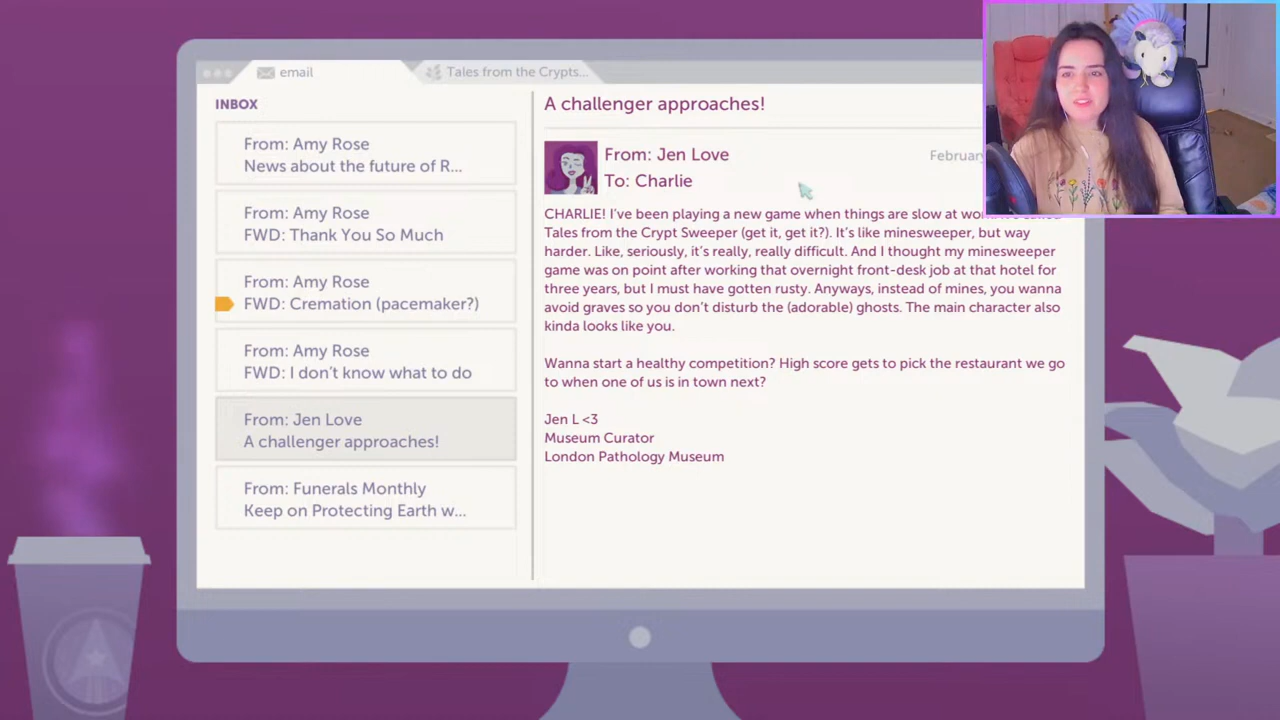 email
Tales from the Crypts...
INBOX
From: Amy Rose
News about the future of R...
From: Amy Rose
FWD: Thank You So Much
From: Amy Rose
FWD: Cremation (pacemaker?)
From: Amy Rose
FWD: I don't know what to do
From: Jen Love
A challenger approaches!
From: Funerals Monthly
Keep on Protecting Earth w...
A challenger approaches!
From: Jen Love
February
To: Charlie
CHARLIE! I've been playing a new game when things are slow at
Tales from the Crypt Sweeper (get it, get it?). It's like minesweeper, but way
harder. Like, seriously, it's really, really difficult. And I thought my minesweeper
game was on point after working that overnight front-desk job at that hotel for
three years, but I must have gotten rusty. Anyways, instead of mines, you wanna
avoid graves so you don't disturb the (adorable) ghosts. The main character also
kinda looks like you.
Wanna start a healthy competition? High score gets to pick the restaurant we go
to when one of us is in town next?
Jen L <3
Museum Curator
London Pathology Museum